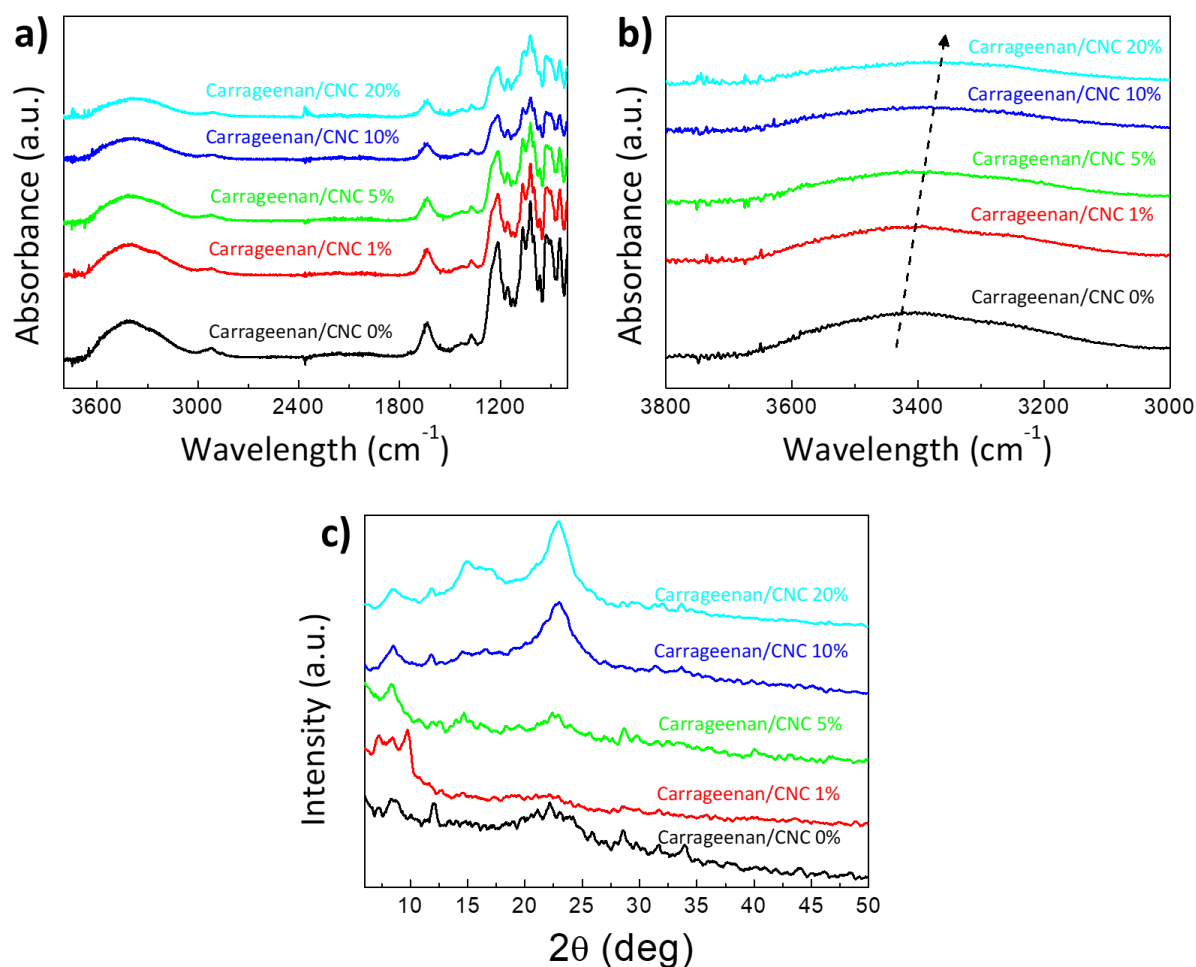 a)
Absorbance (a.u.)
Carrageenan/CNC 20%
Carrageenan/CNC 10%
Carrageenan/CNC 5%
Carrageenan/CNC 1%
Carrageenan/CNC 0%
3600 3000 2400 1800 1200
Wavelength (cm⁻¹)
b)
Absorbance (a.u.)
Carrageenan/CNC 20%
Carrageenan/CNC 10%
Carrageenan/CNC 5%
Carrageenan/CNC 1%
Carrageenan/CNC 0%
3800 3600 3400 3200 3000
Wavelength (cm⁻¹)
c)
Intensity (a.u.)
Carrageenan/CNC 20%
Carrageenan/CNC 10%
Carrageenan/CNC 5%
Carrageenan/CNC 1%
Carrageenan/CNC 0%
10 15 20 25 30 35 40 45 50
2θ (deg)